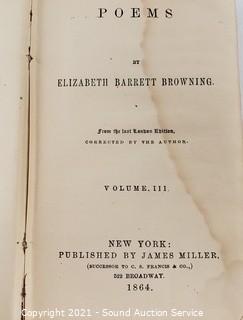 POEMS
BY
ELIZABETH BARRETT BROWNING.
From the last London Edition,
CORRECTED BY THE AUTHOR.
VOLUME. III.
NEW YORK:
PUBLISHED BY JAMES MILLER,
(SUCCESSOR TO C. S. FRANCIS & CO.,)
522 BROADWAY.
1864.
Copyright 2021 - Sound Auction Service